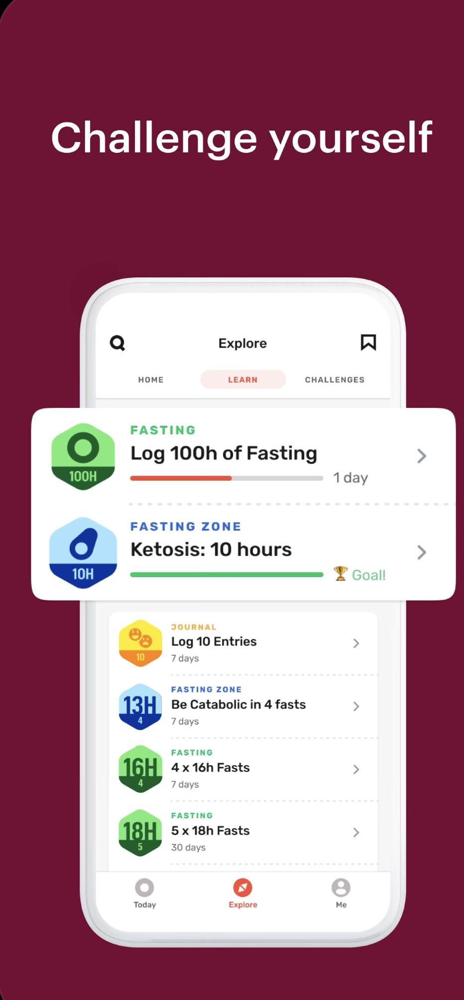 Challenge yourself
Explore
HOME LEARN CHALLENGES
FASTING
Log 100h of Fasting
100H
1 day
FASTING ZONE
Ketosis: 10 hours
10H
🏆 Goal!
JOURNAL
Log 10 Entries
10
7 days
FASTING ZONE
13H
Be Catabolic in 4 fasts
4
7 days
FASTING
16H
4 x 16h Fasts
4
7 days
FASTING
18H
5 x 18h Fasts
5
30 days
Today Explore Me